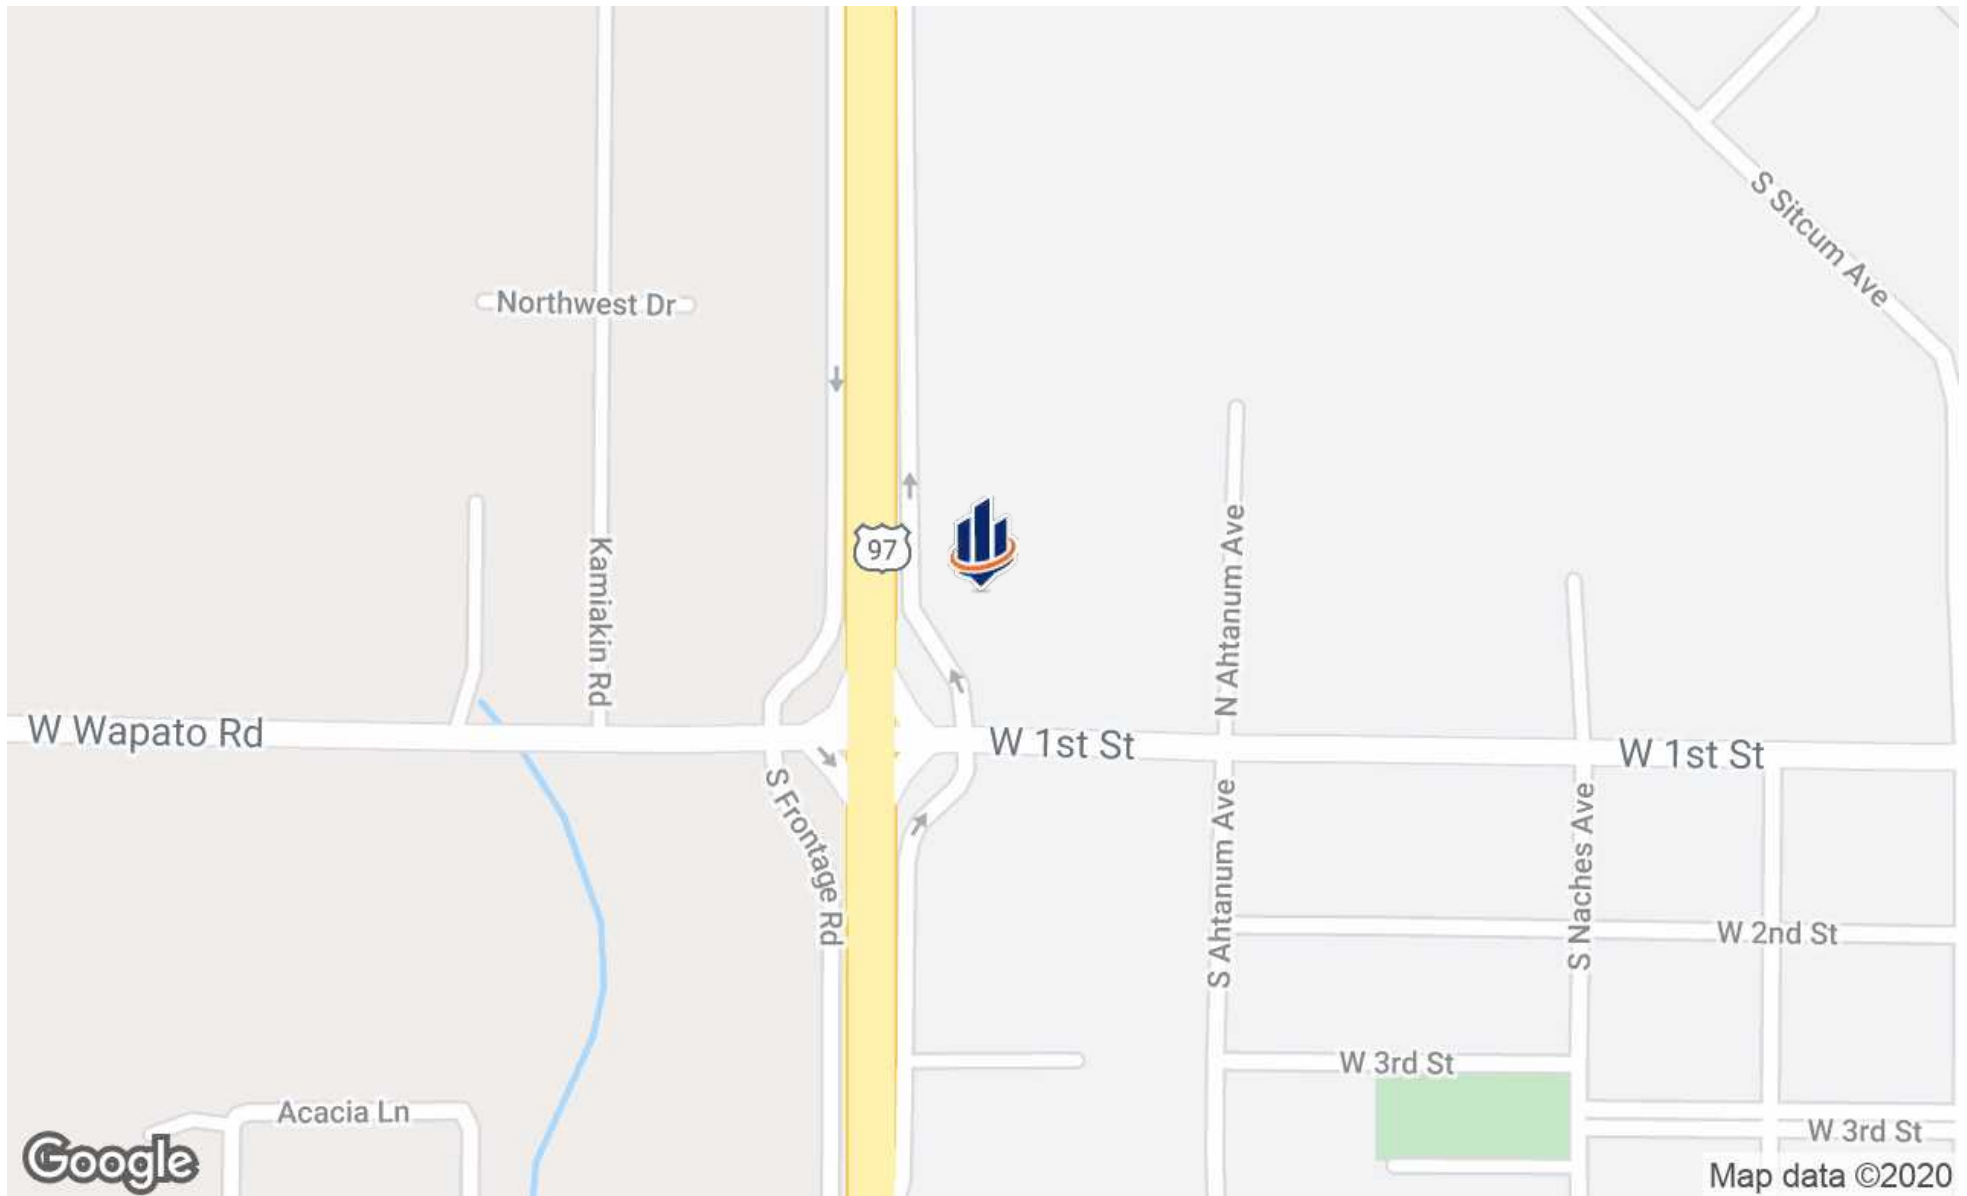 S Sitcum Ave
Northwest Dr
97
Kamiakin Rd
N Ahtanum Ave
W Wapato Rd
W 1st St
W 1st St
S Frontage Rd
S Ahtanum Ave
S Naches Ave
W 2nd St
W 3rd St
Acacia Ln
W 3rd St
Google
Map data ©2020